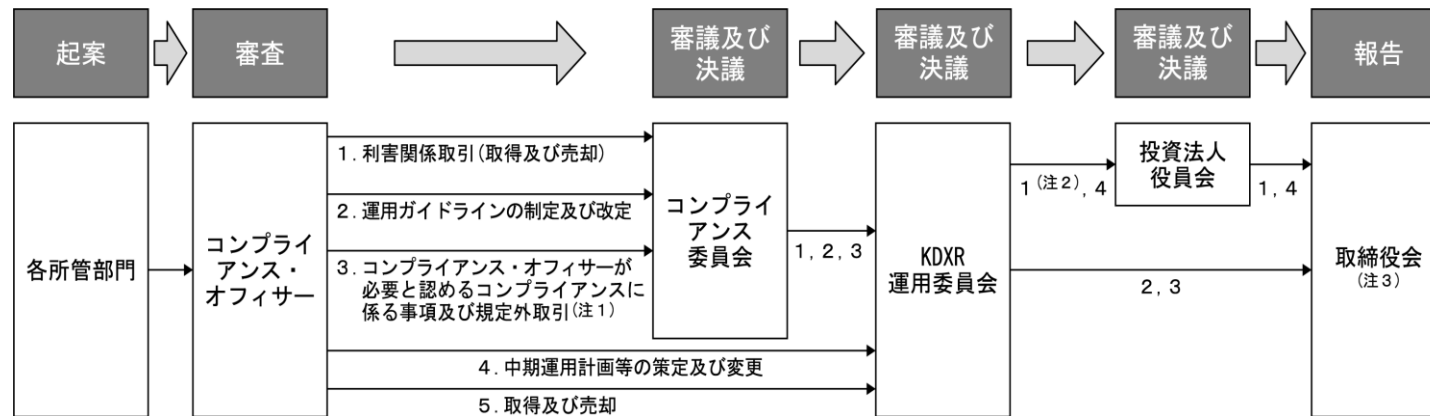 起案
審査
審議及び
決議
審議及び
決議
審議及び
決議
報告
各所管部門
コンプライ
アンス・
オフィサー
1．利害関係取引(取得及び売却)
2．運用ガイドラインの制定及び改定
3．コンプライアンス・オフィサーが
必要と認めるコンプライアンスに
係る事項及び規定外取引(注1)
4．中期運用計画等の策定及び変更
5．取得及び売却
コンプライ
アンス
委員会
1, 2, 3
KDXR
運用委員会
1(注2), 4
2, 3
投資法人
役員会
1, 4
取締役会
(注3)